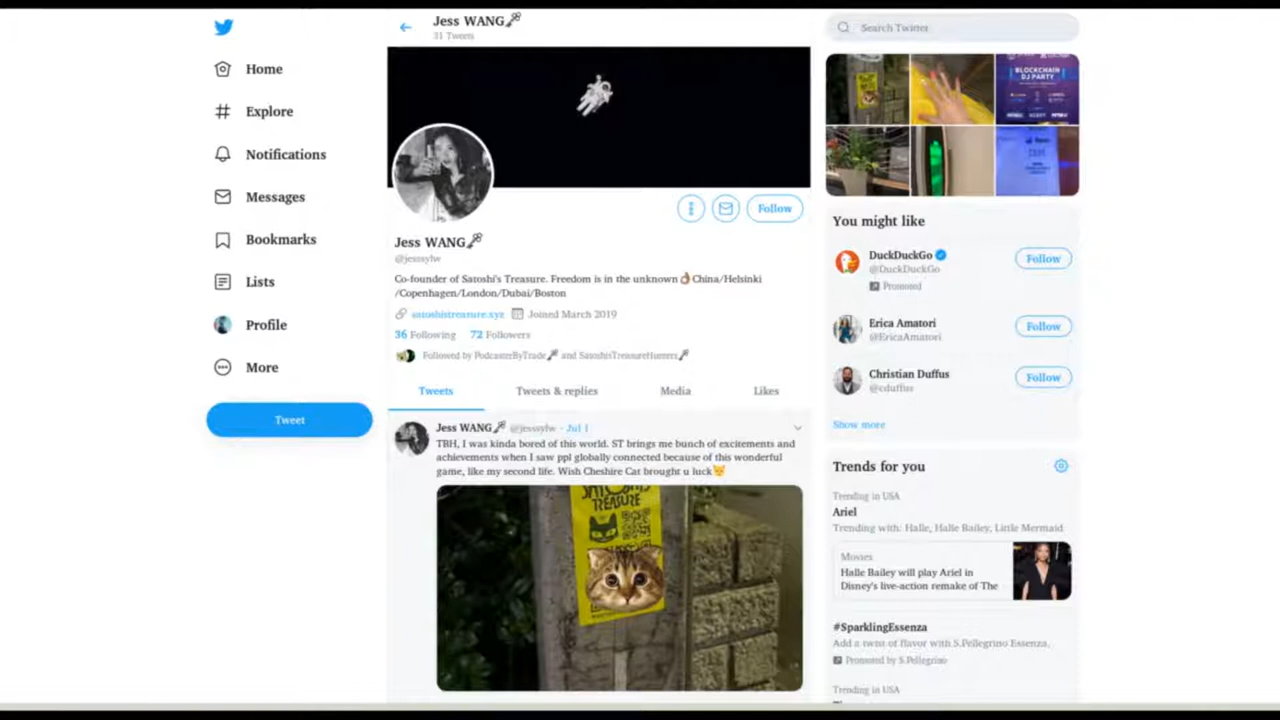 Home
Explore
Notifications
Messages
Bookmarks
Lists
Profile
More
Tweet
Jess WANG🗝
31 Tweets
Follow
Jess WANG🗝
@jesssylw
Co-founder of Satoshi's Treasure. Freedom is in the unknown👌China/Helsinki
/Copenhagen/London/Dubai/Boston
satoshistreasure.xyz Joined March 2019
36 Following 72 Followers
Followed by PodcasterByTrade🗝 and SatoshisTreasureHunters🗝
Tweets Tweets & replies Media Likes
Jess WANG🗝 @jesssylw · Jul 1
TBH, I was kinda bored of this world. ST brings me bunch of excitements and
achievements when I saw ppl globally connected because of this wonderful
game, like my second life. Wish Cheshire Cat brought u luck😼
TREASURE
Search Twitter
BLOCKCHAIN
DJ PARTY
You might like
DuckDuckGo
@DuckDuckGo
Promoted
Follow
Erica Amatori
@EricaAmatori
Follow
Christian Duffus
@cduffus
Follow
Show more
Trends for you
Trending in USA
Ariel
Trending with: Halle, Halle Bailey, Little Mermaid
Movies
Halle Bailey will play Ariel in
Disney's live-action remake of The
#SparklingEssenza
Add a twist of flavor with S.Pellegrino Essenza.
Promoted by S.Pellegrino
Trending in USA